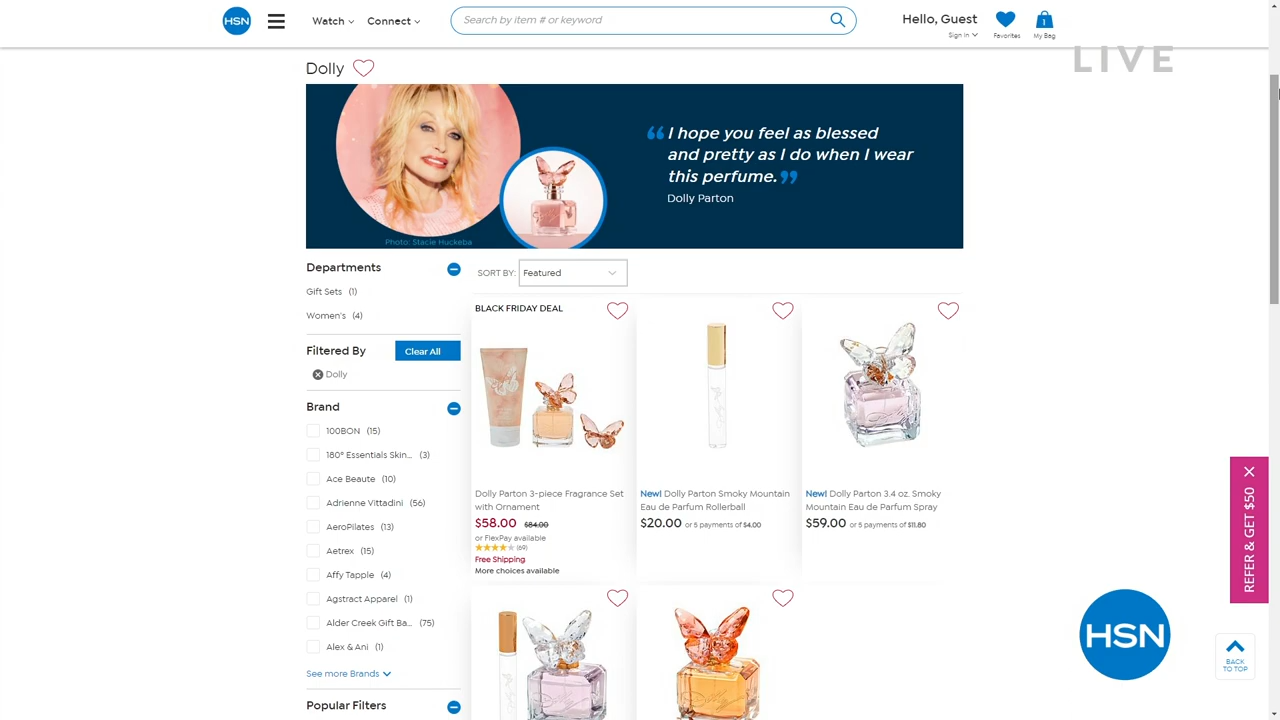 HSN
Watch
Connect
Search by item # or keyword
Hello, Guest
Sign In
Favorites
1
My Bag
LIVE
Dolly
“ I hope you feel as blessed
and pretty as I do when I wear
this perfume. ”
Dolly Parton
Photo: Stacie Huckeba
Departments
Gift Sets (1)
Women's (4)
Filtered By
Clear All
Dolly
Brand
100BON (15)
180° Essentials Skin... (3)
Ace Beaute (10)
Adrienne Vittadini (56)
AeroPilates (13)
Aetrex (15)
Affy Tapple (4)
Agstract Apparel (1)
Alder Creek Gift Ba... (75)
Alex & Ani (1)
See more Brands
Popular Filters
SORT BY: Featured
BLACK FRIDAY DEAL
Dolly Parton 3-piece Fragrance Set
with Ornament
$58.00 $84.00
or FlexPay available
(69)
Free Shipping
More choices available
New! Dolly Parton Smoky Mountain
Eau de Parfum Rollerball
$20.00 or 5 payments of $4.00
New! Dolly Parton 3.4 oz. Smoky
Mountain Eau de Parfum Spray
$59.00 or 5 payments of $11.80
REFER & GET $50
HSN
BACK
TO TOP